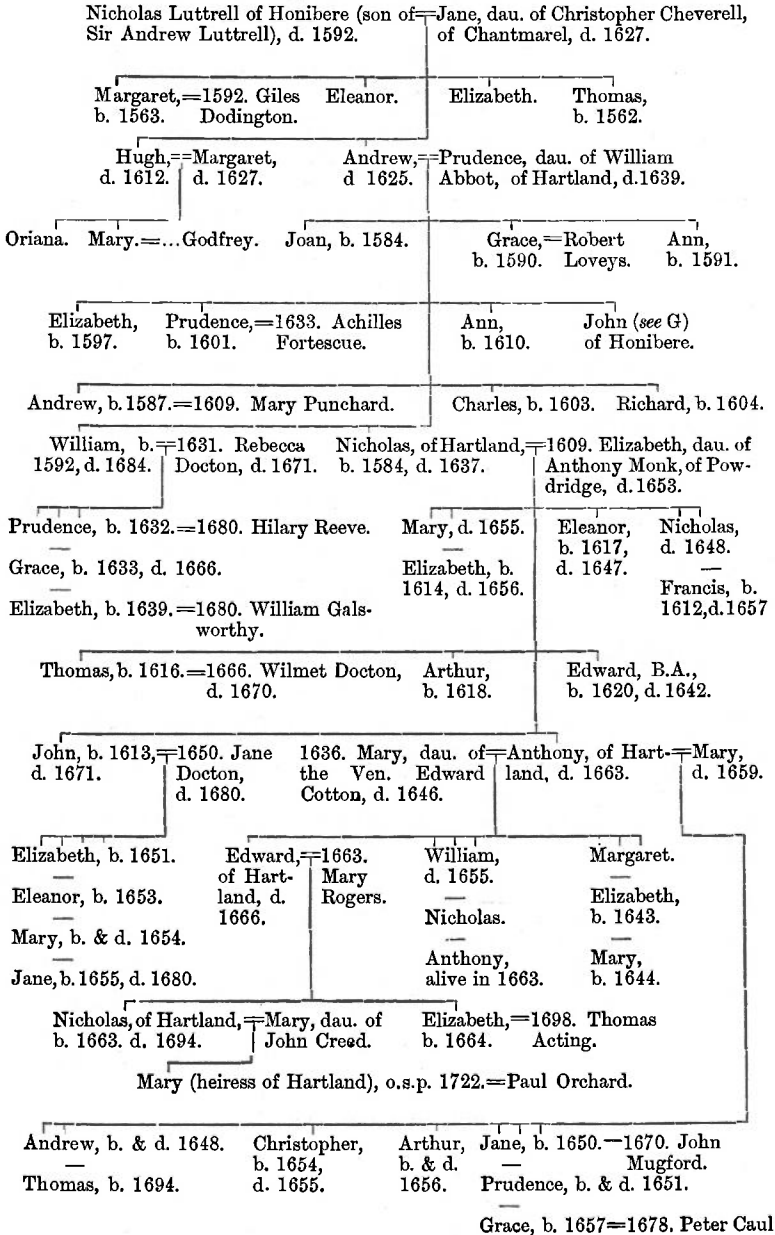 Nicholas Luttrell of Honibere (son of=Jane, dau. of Christopher Cheverell,
Sir Andrew Luttrell), d. 1592. of Chantmarel, d. 1627.
Margaret,=1592. Giles Eleanor. Elizabeth. Thomas,
b. 1563. Dodington. b. 1562.
Hugh,==Margaret, Andrew,==Prudence, dau. of William
d. 1612. d. 1627. d 1625. Abbot, of Hartland, d.1639.
Oriana. Mary.=...Godfrey. Joan, b. 1584. Grace,=Robert Ann,
b. 1590. Loveys. b. 1591.
Elizabeth, Prudence,=1633. Achilles Ann, John (see G)
b. 1597. b. 1601. Fortescue. b. 1610. of Honibere.
Andrew, b.1587.=1609. Mary Punchard. Charles, b. 1603. Richard, b. 1604.
William, b.=1631. Rebecca Nicholas, of Hartland,=1609. Elizabeth, dau. of
1592, d. 1684. Docton, d. 1671. b. 1584, d. 1637. Anthony Monk, of Pow-
dridge, d.1653.
Prudence, b. 1632.=1680. Hilary Reeve. Mary, d. 1655. Eleanor, Nicholas,
— — b. 1617, d. 1648.
Grace, b. 1633, d. 1666. Elizabeth, b. d. 1647. —
— 1614, d. 1656. Francis, b.
Elizabeth, b. 1639.=1680. William Gals- 1612,d.1657
worthy.
Thomas, b. 1616.=1666. Wilmet Docton, Arthur, Edward, B.A.,
d. 1670. b. 1618. b. 1620, d. 1642.
John, b. 1613,=1650. Jane 1636. Mary, dau. of=Anthony, of Hart-=Mary,
d. 1671. Docton, the Ven. Edward land, d. 1663. d. 1659.
d. 1680. Cotton, d. 1646.
Elizabeth, b. 1651. Edward,=1663. William, Margaret.
— of Hart- Mary d. 1655. —
Eleanor, b. 1653. land, d. Rogers. — Elizabeth,
— 1666. Nicholas. b. 1643.
Mary, b. & d. 1654. — —
— Anthony, Mary,
Jane, b. 1655, d. 1680. alive in 1663. b. 1644.
Nicholas, of Hartland,=Mary, dau. of Elizabeth,=1698. Thomas
b. 1663. d. 1694. John Creed. b. 1664. Acting.
Mary (heiress of Hartland), o.s.p. 1722.=Paul Orchard.
Andrew, b. & d. 1648. Christopher, Arthur, Jane, b. 1650.—1670. John
— b. 1654, b. & d. — Mugford.
Thomas, b. 1694. d. 1655. 1656. Prudence, b. & d. 1651.
—
Grace, b. 1657=1678. Peter Caul